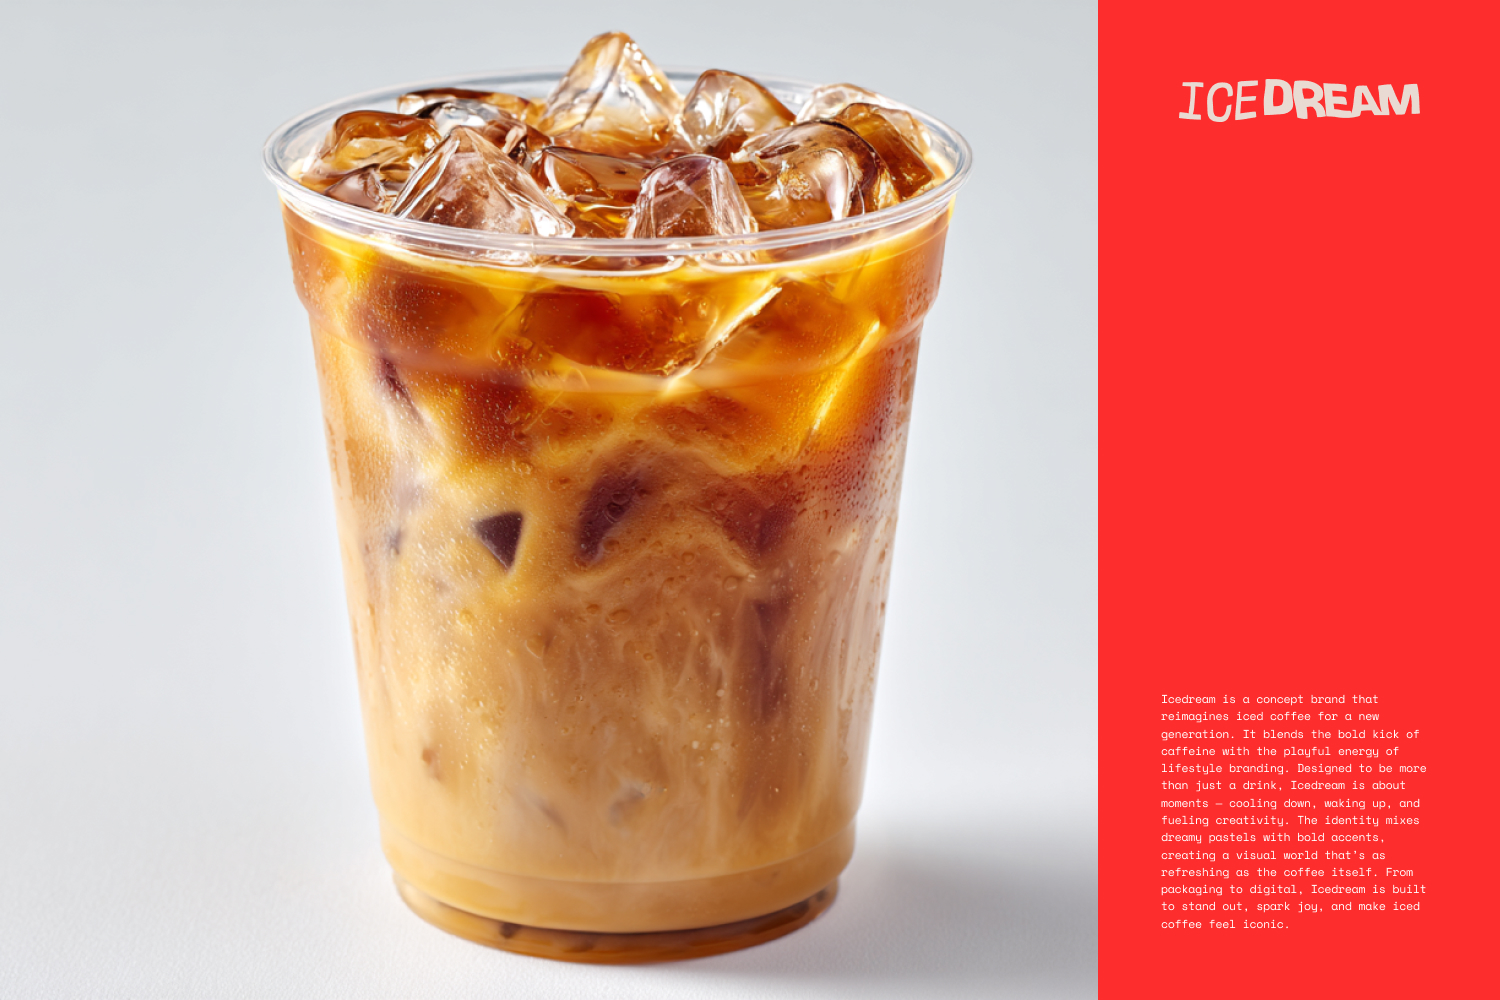 ICEDREAM
Icedream is a concept brand that
reimagines iced coffee for a new
generation. It blends the bold kick of
caffeine with the playful energy of
lifestyle branding. Designed to be more
than just a drink, Icedream is about
moments — cooling down, waking up, and
fueling creativity. The identity mixes
dreamy pastels with bold accents,
creating a visual world that's as
refreshing as the coffee itself. From
packaging to digital, Icedream is built
to stand out, spark joy, and make iced
coffee feel iconic.